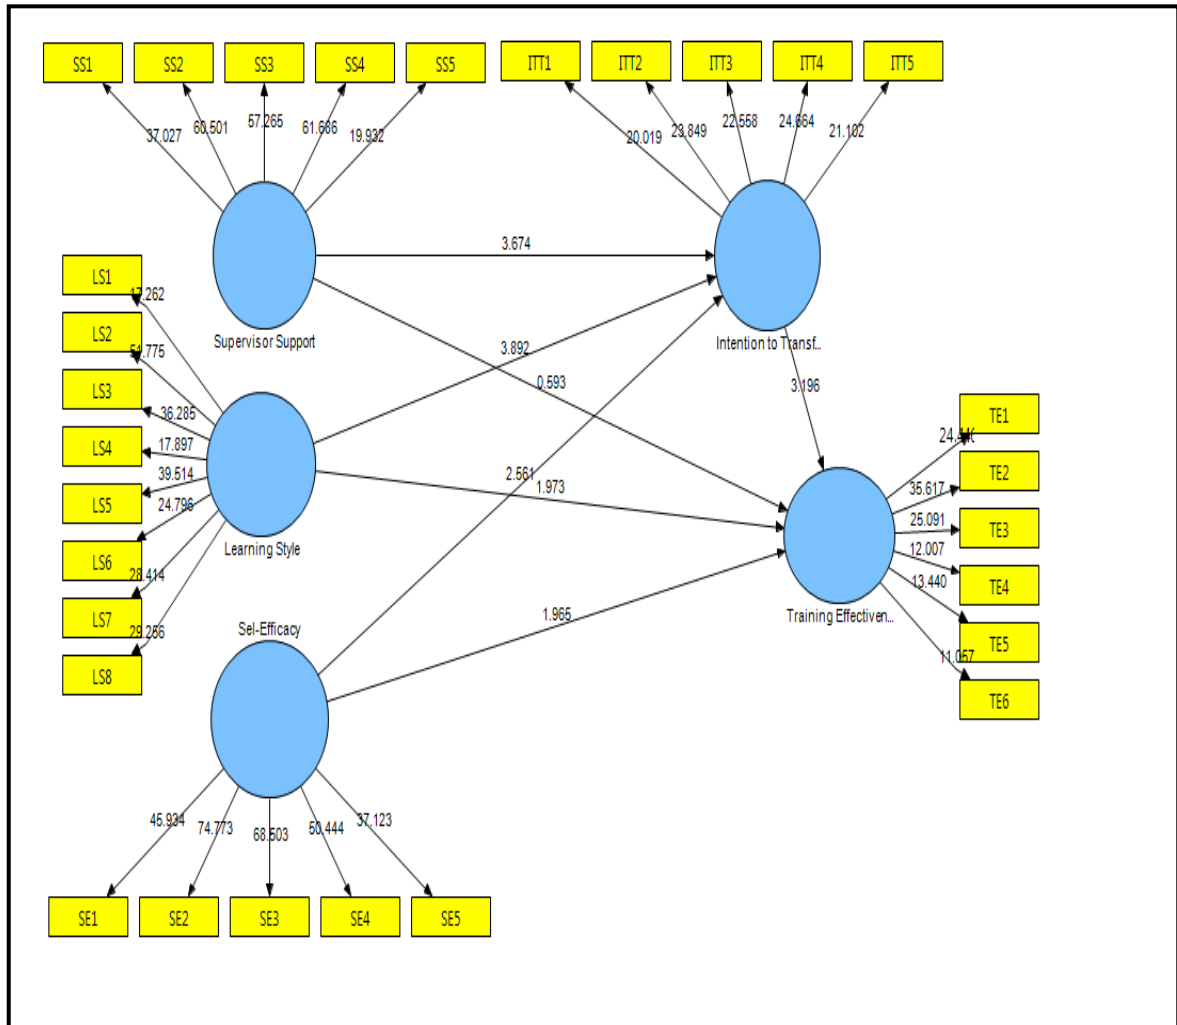 SS1 SS2 SS3 SS4 SS5 ITT1 ITT2 ITT3 ITT4 ITT5
37.027 60.501 57.265 61.686 19.932 20.019 23.849 22.558 24.664 21.102
3.674
Supervisor Support
Intention to Transf...
LS1
LS2
LS3
LS4
LS5
LS6
LS7
LS8
17.262
51.775
36.285
17.897
39.514
24.796
28.414
29.256
Learning Style
3.892
0.593
3.196
2.561
1.973
1.965
TE1
TE2
TE3
TE4
TE5
TE6
35.617
25.091
12.007
13.440
11.057
Training Effectiven...
Sel-Efficacy
45.934 74.773 68.503 50.444 37.123
SE1 SE2 SE3 SE4 SE5